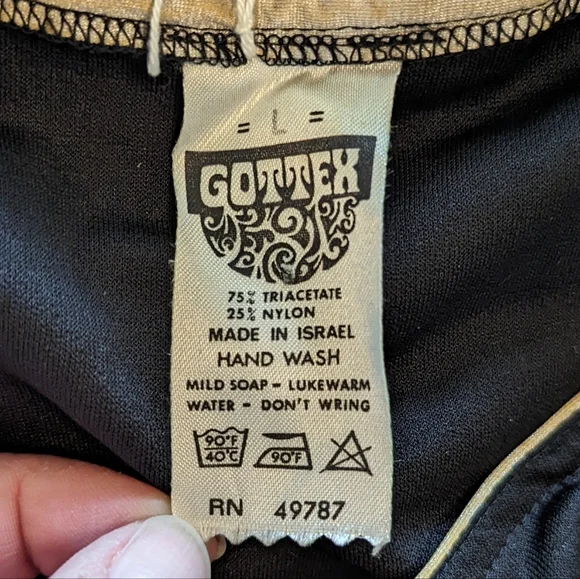 = L =
GOTTEX
75% TRIACETATE
25% NYLON
MADE IN ISRAEL
HAND WASH
MILD SOAP - LUKEWARM
WATER - DON'T WRING
90°F
40°C
90°F
RN 49787